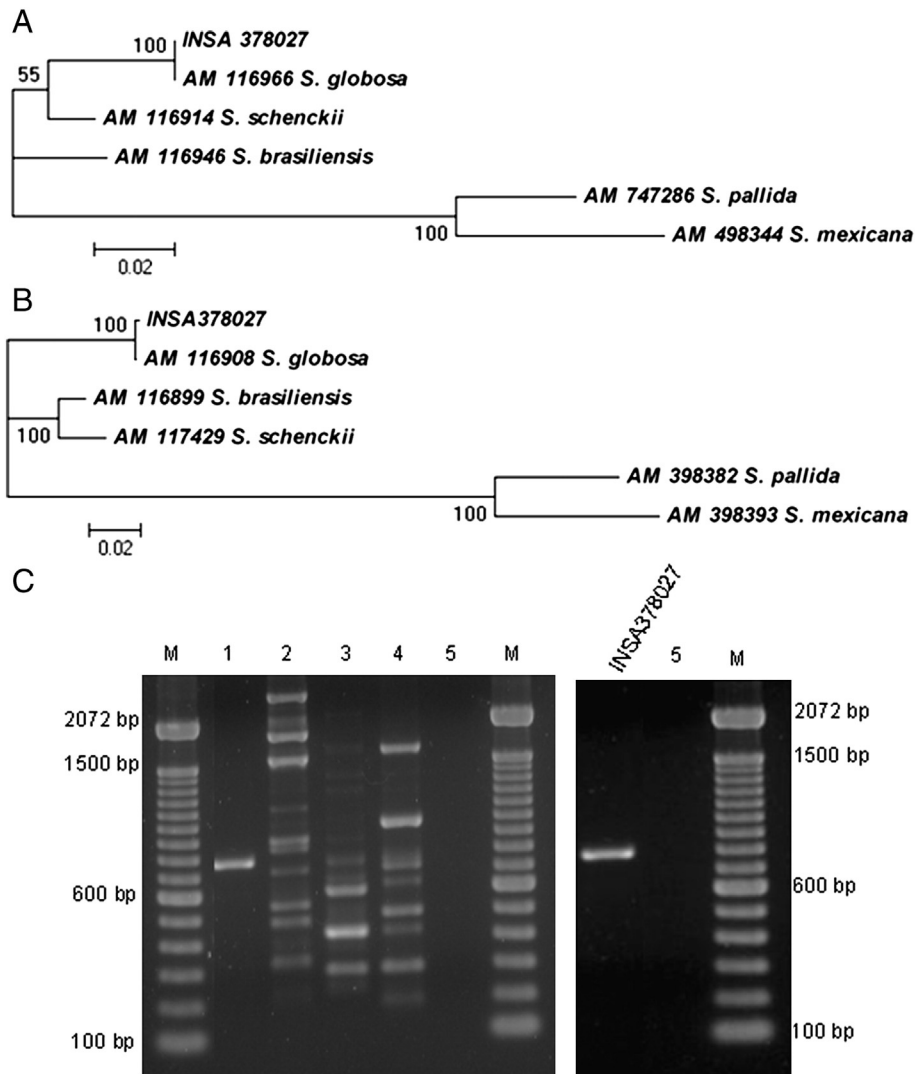 A
100 INSA 378027
AM 116966 S. globosa
55
AM 116914 S. schenckii
AM 116946 S. brasiliensis
AM 747286 S. pallida
100
AM 498344 S. mexicana
0.02
B
100 INSA378027
AM 116908 S. globosa
AM 116899 S. brasiliensis
100
AM 117429 S. schenckii
AM 398382 S. pallida
100
AM 398393 S. mexicana
0.02
C
M 1 2 3 4 5 M
INSA378027 5 M
2072 bp
1500 bp
600 bp
100 bp
2072 bp
1500 bp
600 bp
100 bp